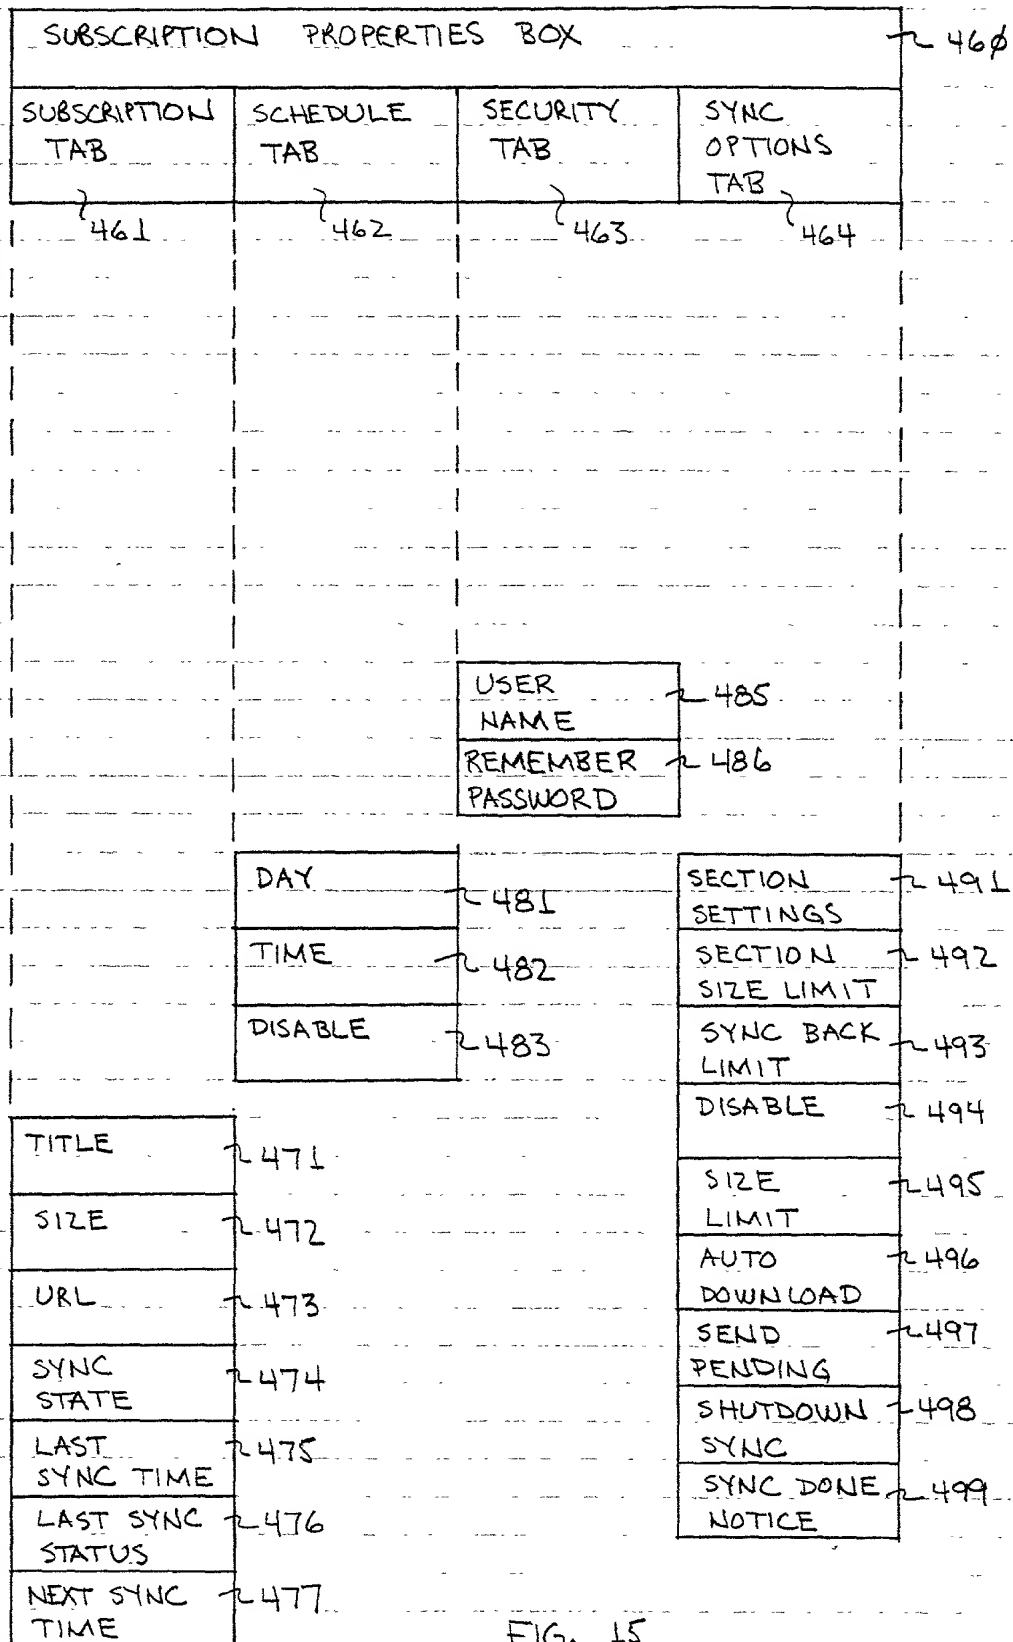 SUBSCRIPTION PROPERTIES BOX
460
SUBSCRIPTION
TAB
461
SCHEDULE
TAB
462
SECURITY
TAB
463
SYNC
OPTIONS
TAB
464
USER
NAME
485
REMEMBER
PASSWORD
486
DAY
481
TIME
482
DISABLE
483
SECTION
SETTINGS
491
SECTION
SIZE LIMIT
492
SYNC BACK
LIMIT
493
DISABLE
494
SIZE
LIMIT
495
AUTO
DOWNLOAD
496
SEND
PENDING
497
SHUTDOWN
SYNC
498
SYNC DONE
NOTICE
499
TITLE
471
SIZE
472
URL
473
SYNC
STATE
474
LAST
SYNC TIME
475
LAST SYNC
STATUS
476
NEXT SYNC
TIME
477
FIG. 15